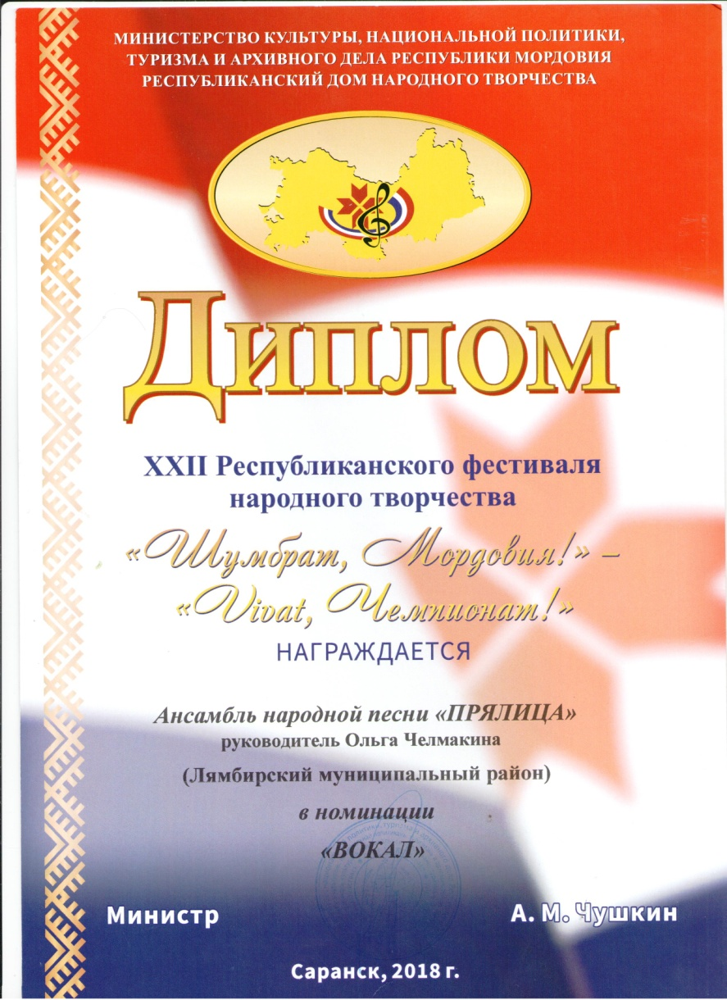 МИНИСТЕРСТВО КУЛЬТУРЫ, НАЦИОНАЛЬНОЙ ПОЛИТИКИ,
ТУРИЗМА И АРХИВНОГО ДЕЛА РЕСПУБЛИКИ МОРДОВИЯ
РЕСПУБЛИКАНСКИЙ ДОМ НАРОДНОГО ТВОРЧЕСТВА
Диплом
XXII Республиканского фестиваля
народного творчества
«Шумбрат, Мордовия!» –
«Vivat, Чемпионат!»
НАГРАЖДАЕТСЯ
Ансамбль народной песни «ПРЯЛИЦА»
руководитель Ольга Челмакина
(Лямбирский муниципальный район)
в номинации
«ВОКАЛ»
Министр А. М. Чушкин
Саранск, 2018 г.